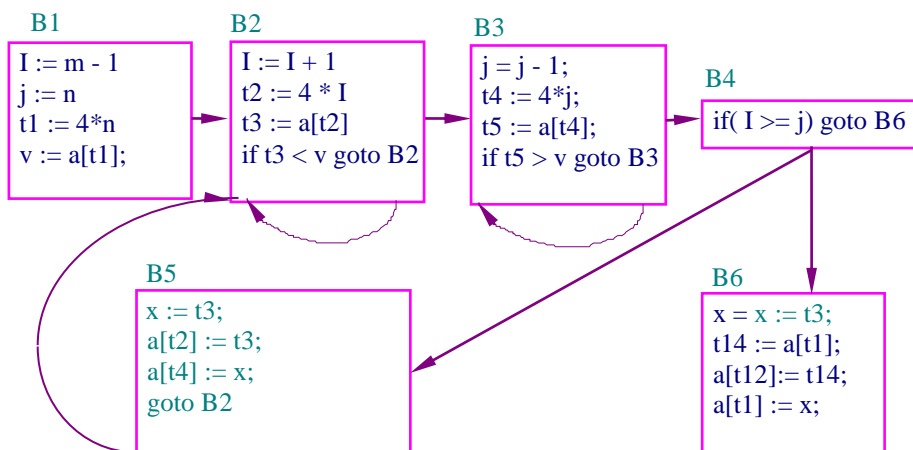 B1
I := m - 1
j := n
t1 := 4*n
v := a[t1];
B2
I := I + 1
t2 := 4 * I
t3 := a[t2]
if t3 < v goto B2
B3
j = j - 1;
t4 := 4*j;
t5 := a[t4];
if t5 > v goto B3
B4
if( I >= j) goto B6
B5
x := t3;
a[t2] := t3;
a[t4] := x;
goto B2
B6
x = x := t3;
t14 := a[t1];
a[t12]:= t14;
a[t1] := x;